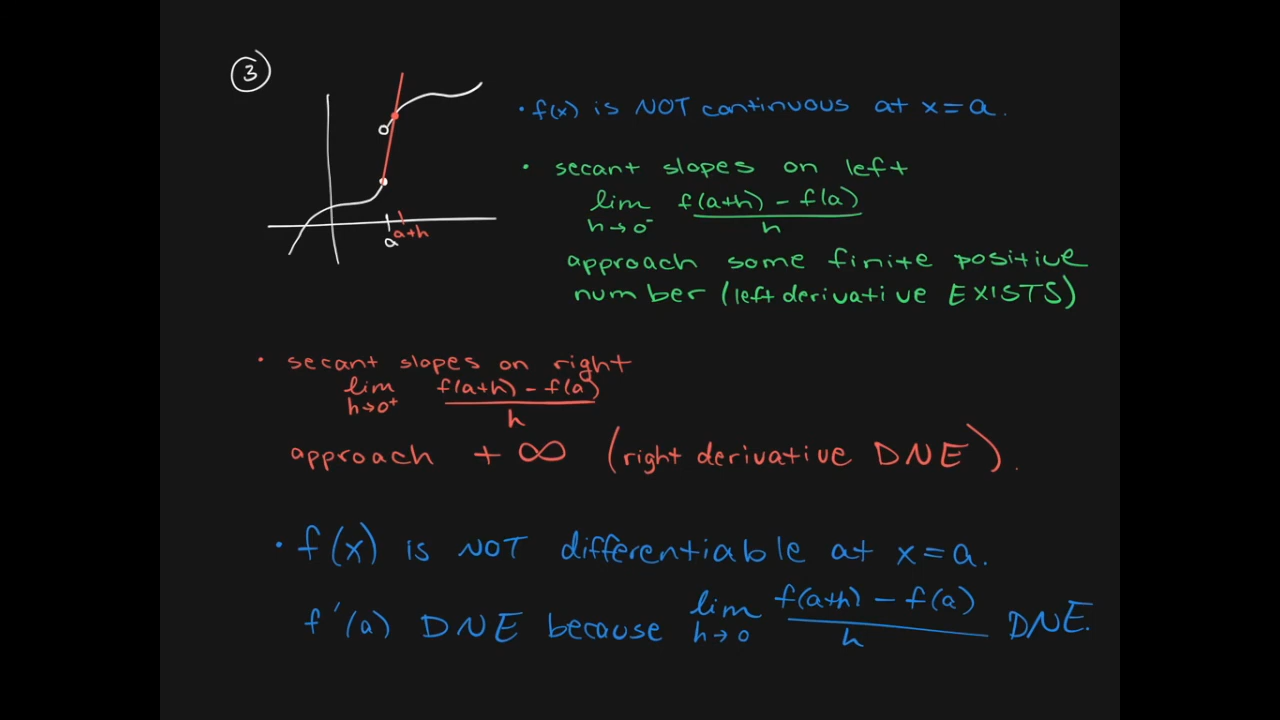 3
a
a+h
• f(x) is NOT continuous at x=a.
• secant slopes on left
lim h→0⁻ f(a+h) - f(a) / h
approach some finite positive
number (left derivative EXISTS)
• secant slopes on right
lim h→0⁺ f(a+h) - f(a) / h
approach +∞ (right derivative DNE).
• f(x) is NOT differentiable at x=a.
f'(a) DNE because lim h→0 f(a+h) - f(a) / h DNE.